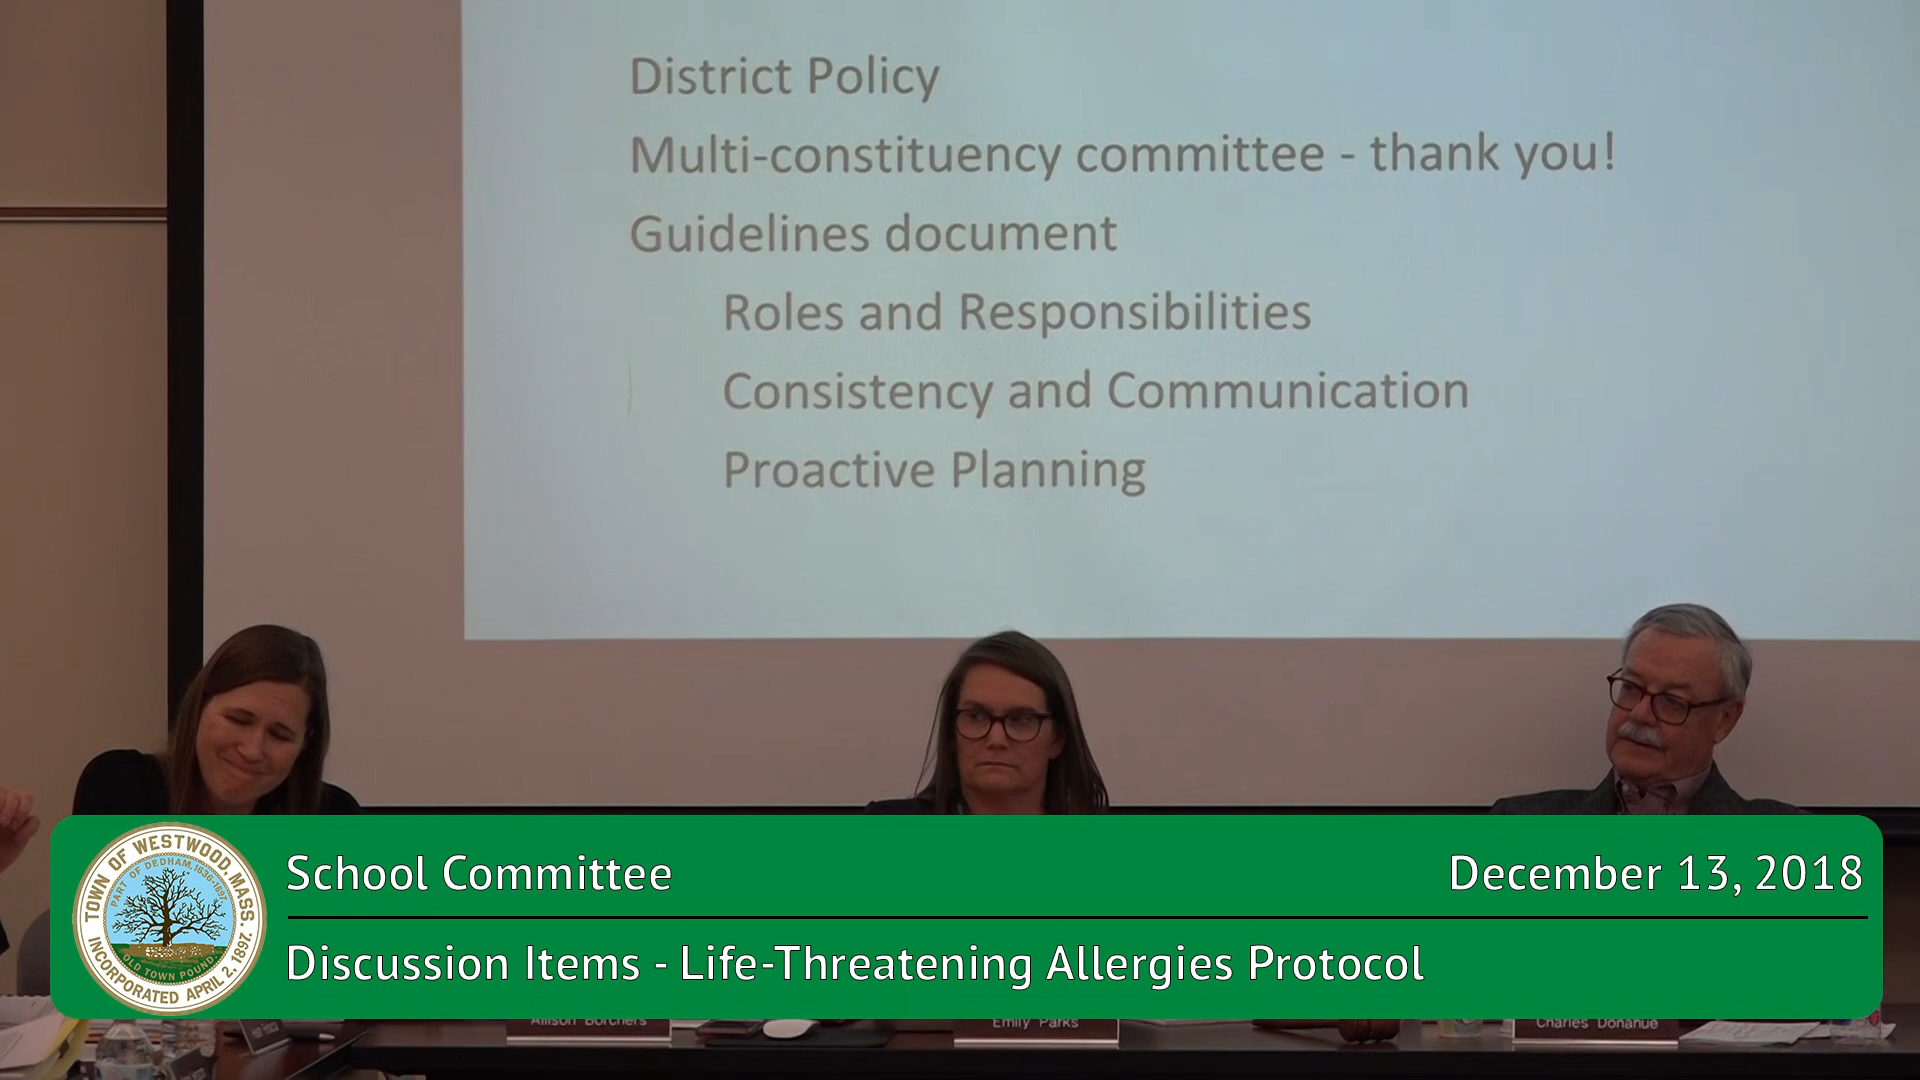 District Policy
Multi-constituency committee - thank you!
Guidelines document
Roles and Responsibilities
Consistency and Communication
Proactive Planning
School Committee
December 13, 2018
Discussion Items - Life-Threatening Allergies Protocol
TOWN OF WESTWOOD, MASS.
PART OF DEDHAM, 1636-1897
OLD TOWN POUND
INCORPORATED APRIL 2, 1897.
Allison Borchers
Emily Parks
Charles Donahue